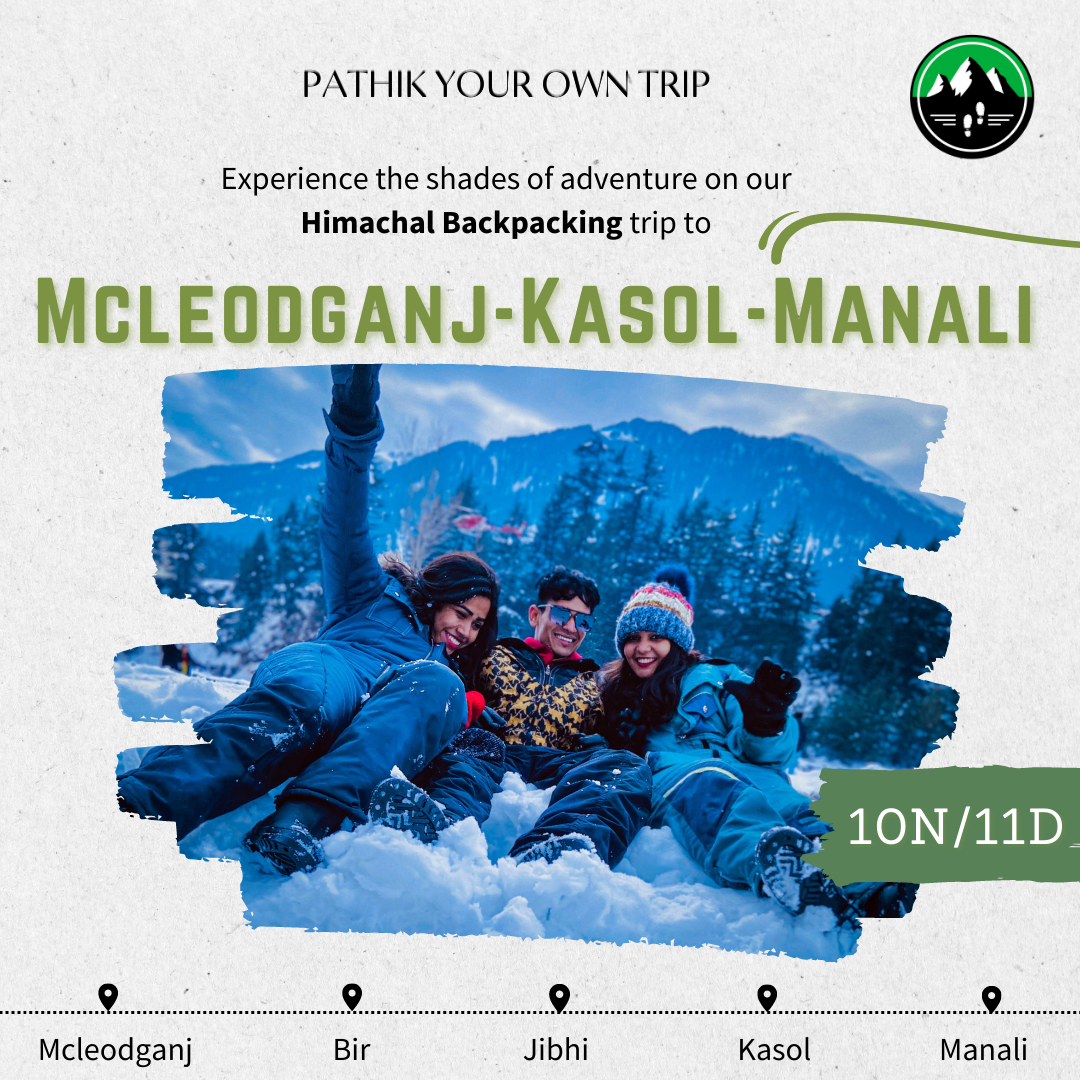 PATHIK YOUR OWN TRIP
Experience the shades of adventure on our
Himachal Backpacking trip to
Mcleodganj-Kasol-Manali
10N/11D
Mcleodganj Bir Jibhi Kasol Manali